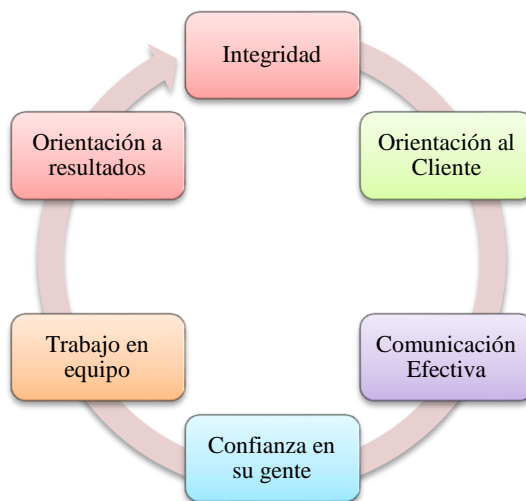 Integridad
Orientación al
Cliente
Comunicación
Efectiva
Confianza en
su gente
Trabajo en
equipo
Orientación a
resultados